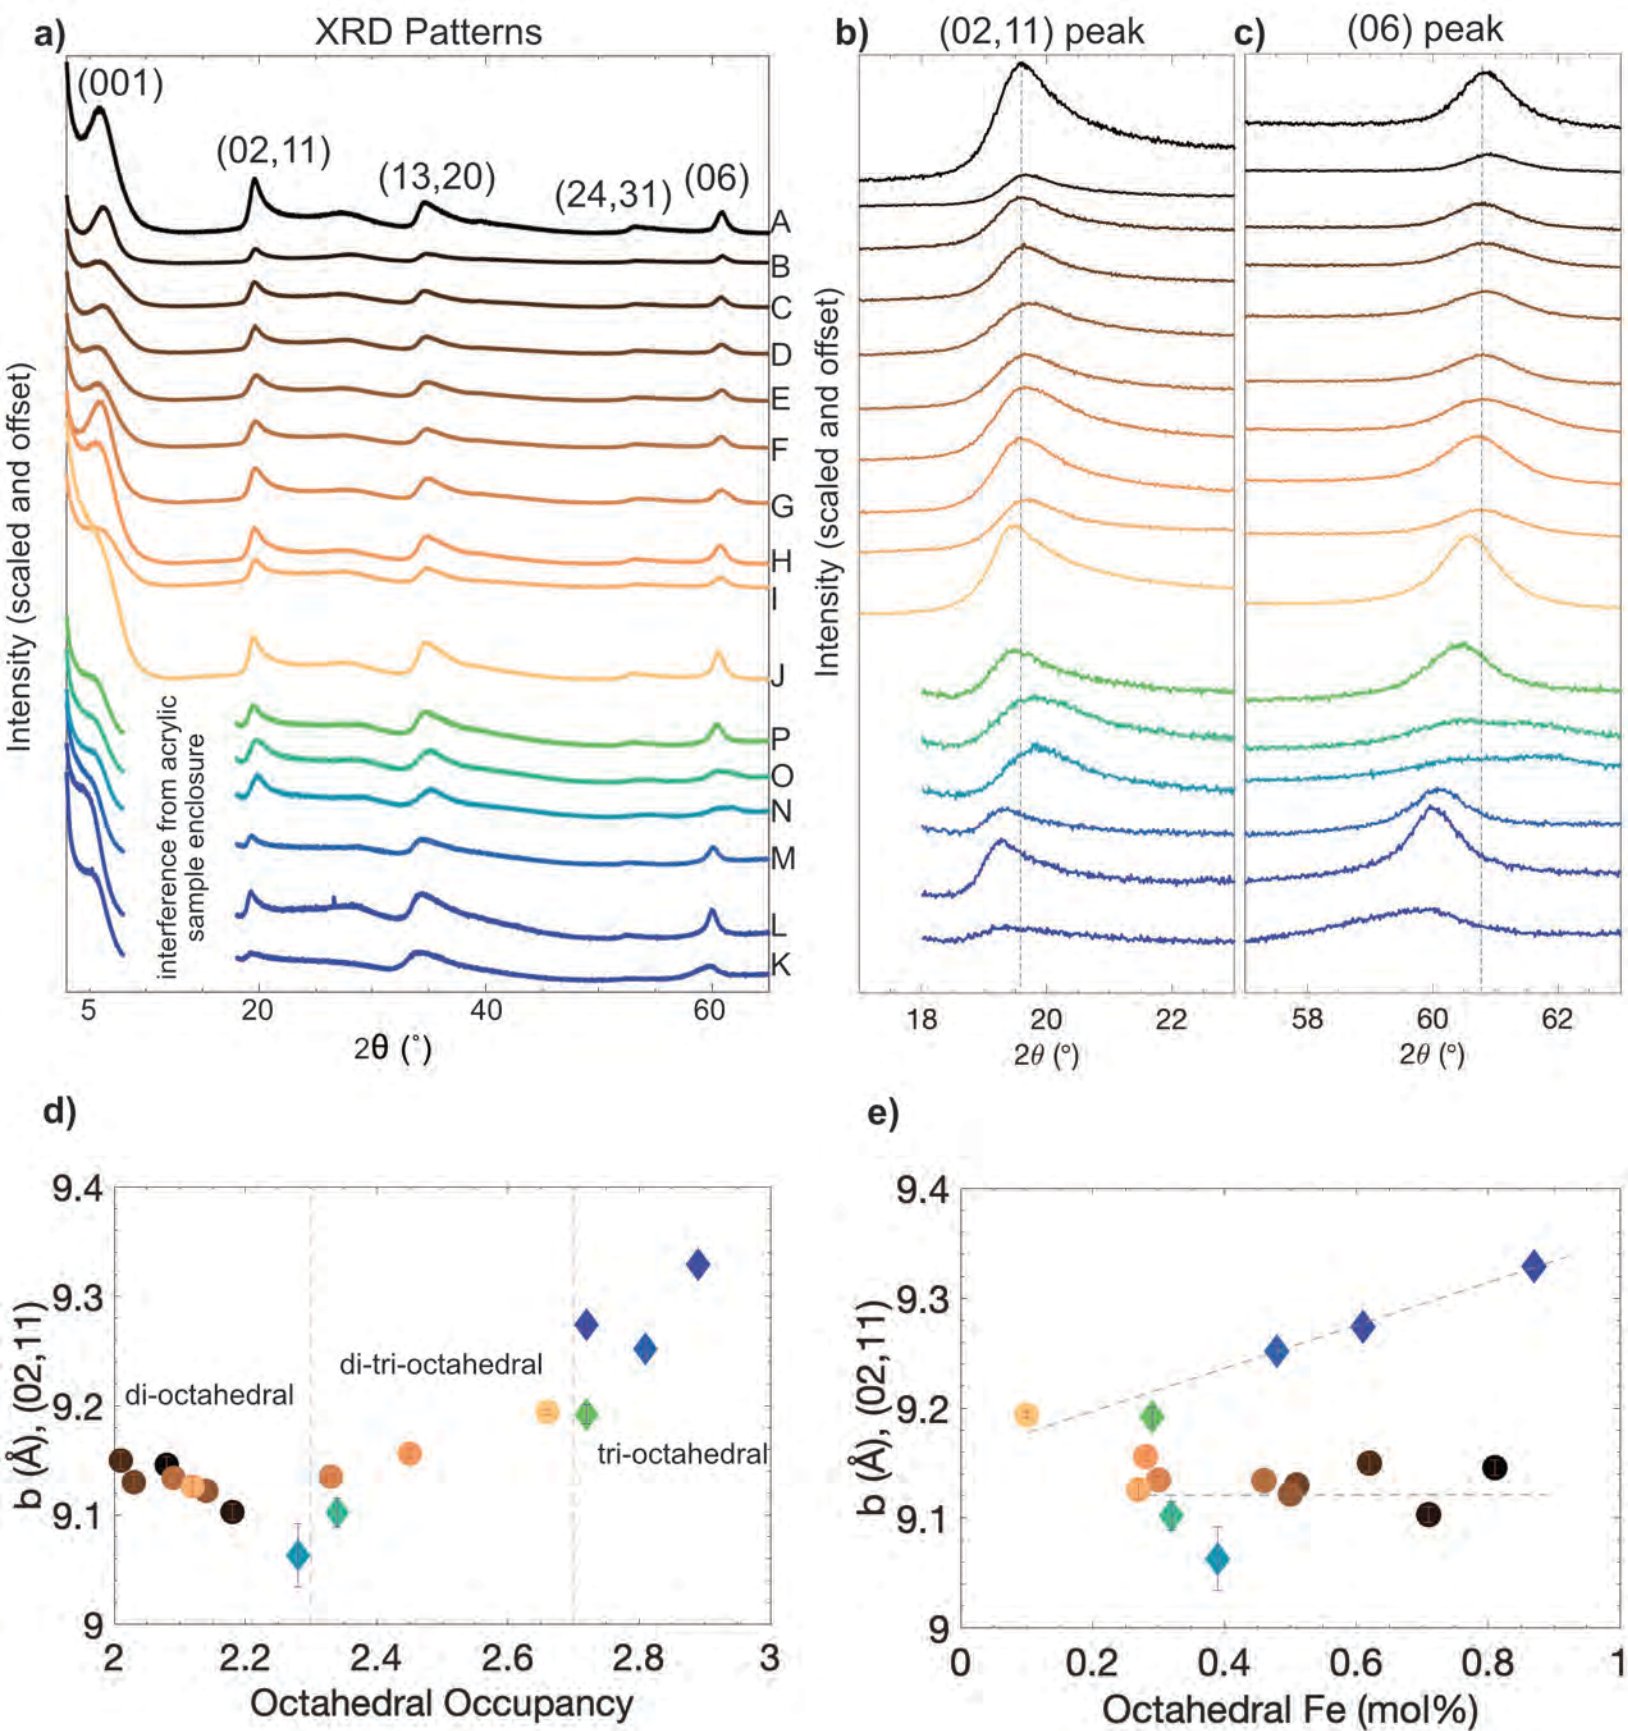 a)
XRD Patterns
b)
(02,11) peak
c)
(06) peak
(001)
(02,11)
(13,20)
(24,31)
(06)
A
B
C
D
E
F
G
H
I
J
P
O
N
M
L
K
Intensity (scaled and offset)
interference from acrylic
sample enclosure
5
20
40
60
2θ (°)
Intensity (scaled and offset)
18
20
22
2θ (°)
58
60
62
2θ (°)
d)
9.4
9.3
9.2
9.1
9
b (Å), (02,11)
di-octahedral
di-tri-octahedral
tri-octahedral
2
2.2
2.4
2.6
2.8
3
Octahedral Occupancy
e)
9.4
9.3
9.2
9.1
9
b (Å), (02,11)
0
0.2
0.4
0.6
0.8
1
Octahedral Fe (mol%)